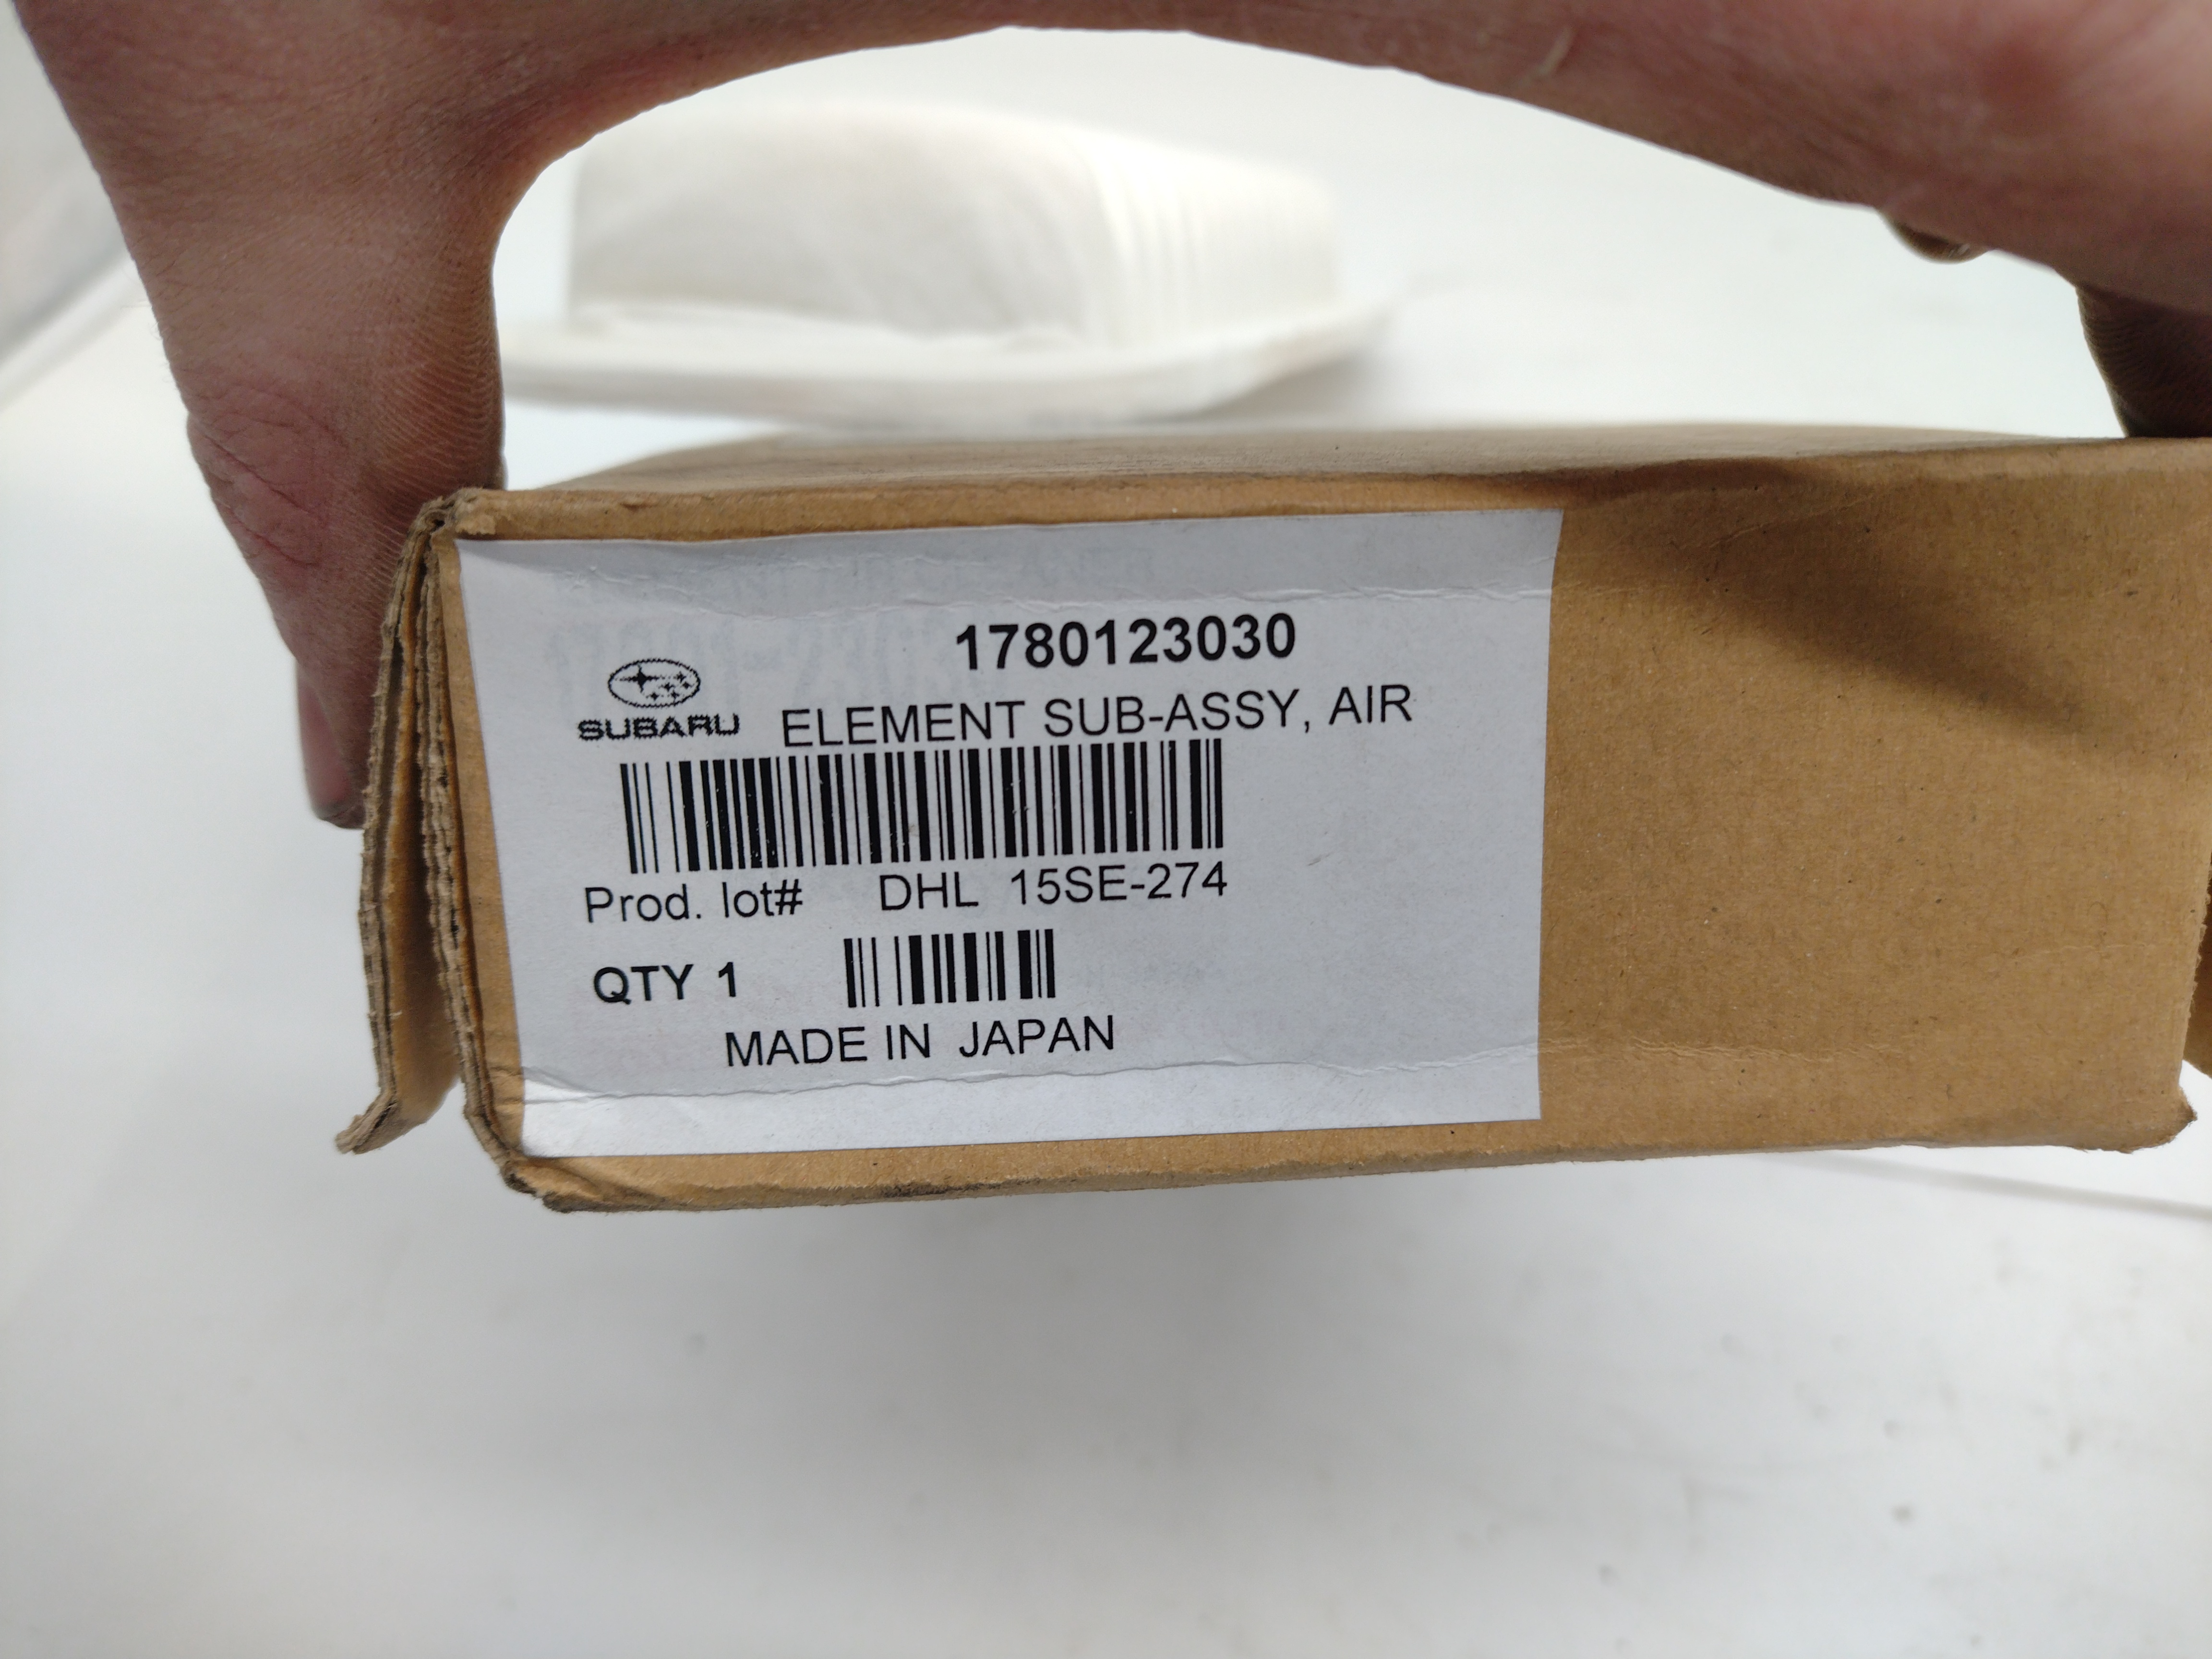 1780123030
SUBARU ELEMENT SUB-ASSY, AIR
Prod. lot# DHL 15SE-274
QTY 1
MADE IN JAPAN